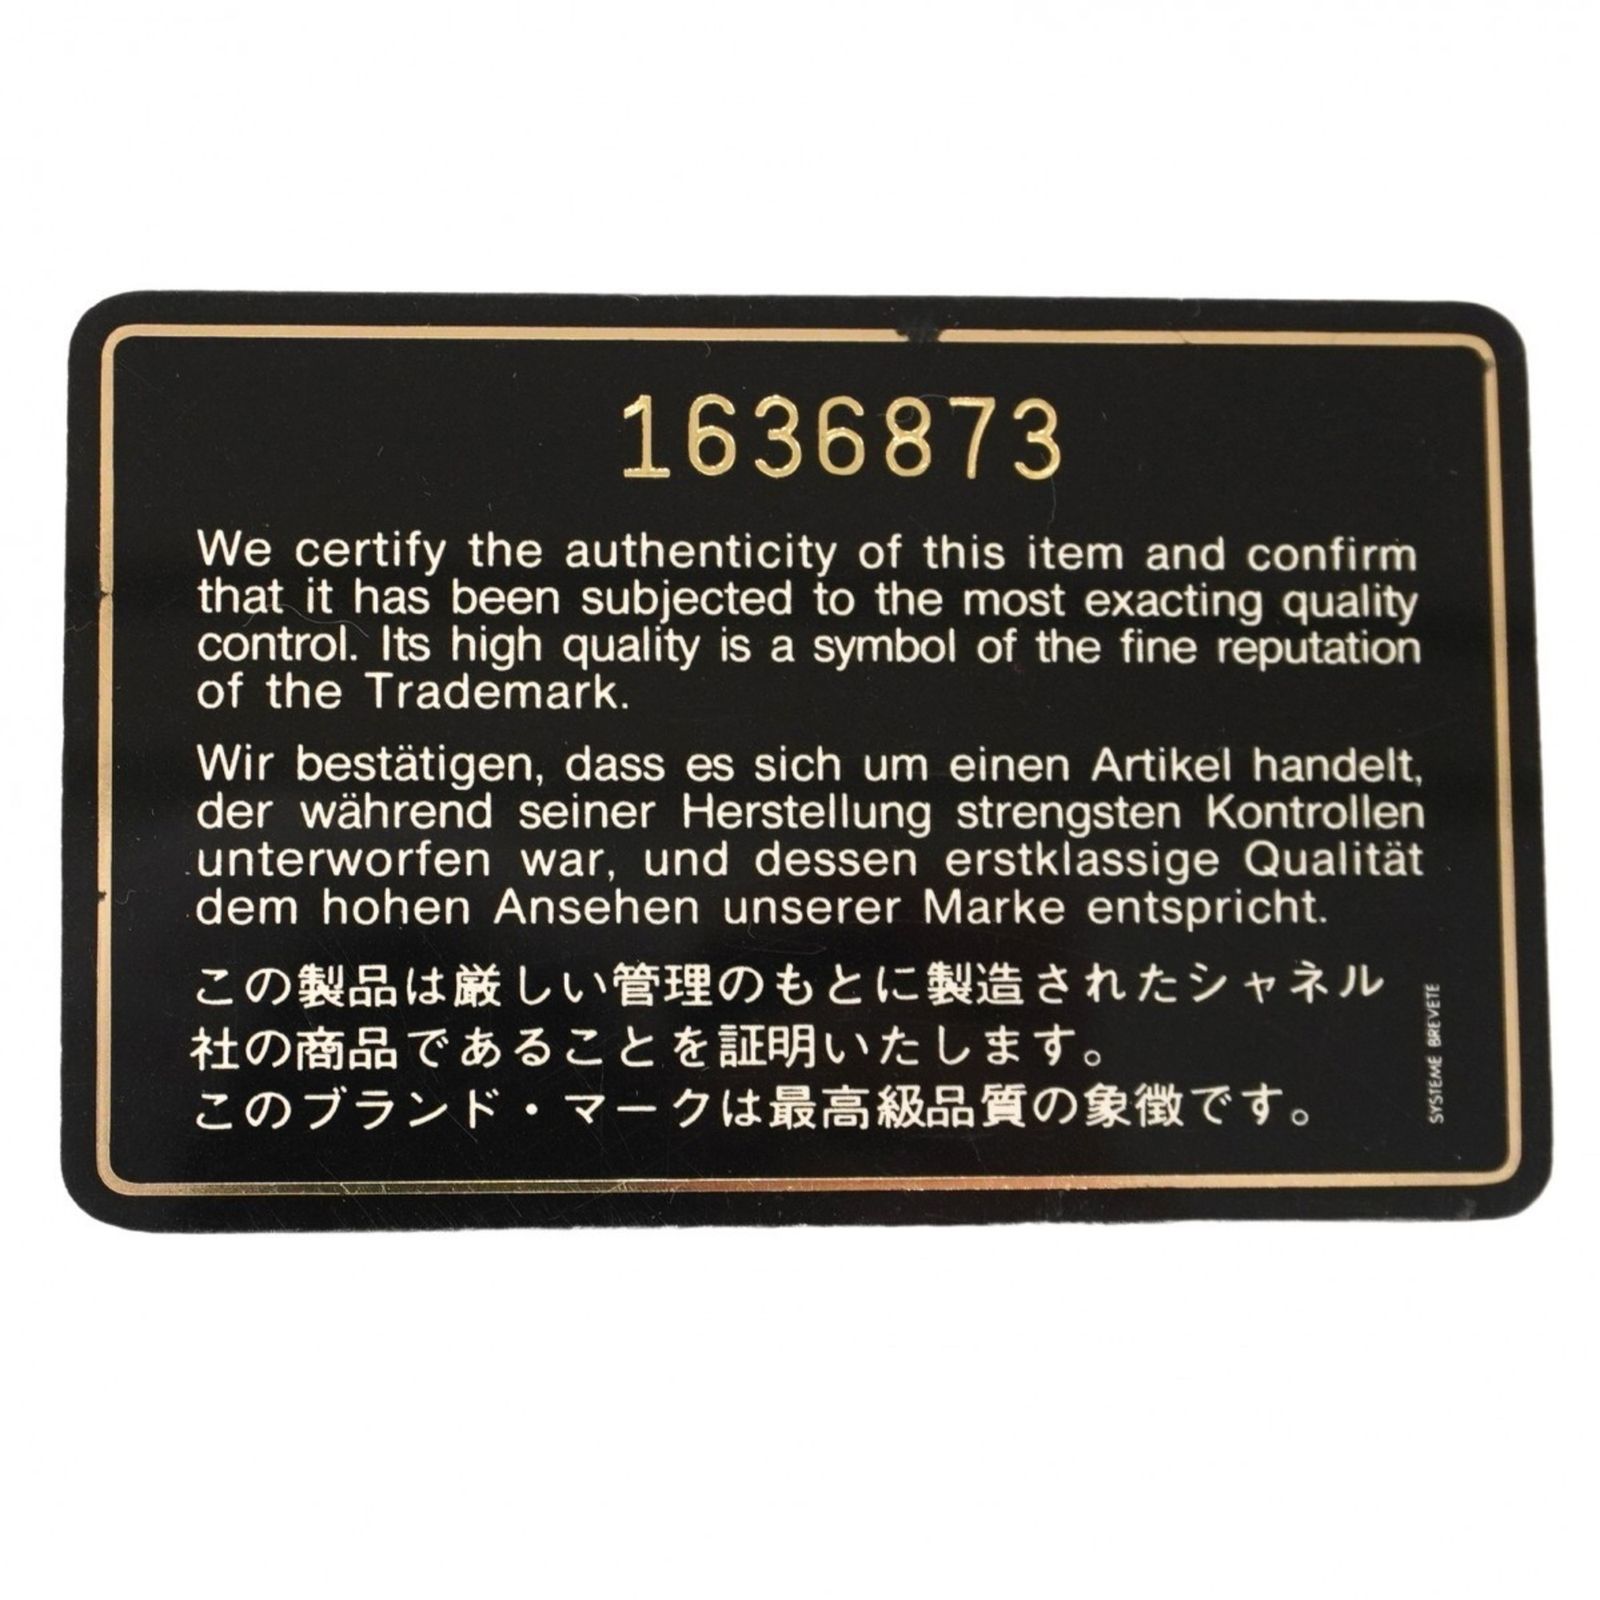 1636873
We certify the authenticity of this item and confirm
that it has been subjected to the most exacting quality
control. Its high quality is a symbol of the fine reputation
of the Trademark.
Wir bestätigen, dass es sich um einen Artikel handelt,
der während seiner Herstellung strengsten Kontrollen
unterworfen war, und dessen erstklassige Qualität
dem hohen Ansehen unserer Marke entspricht.
この製品は厳しい管理のもとに製造されたシャネル
社の商品であることを証明いたします。
このブランド・マークは最高級品質の象徴です。
SYSTEME BREVETE